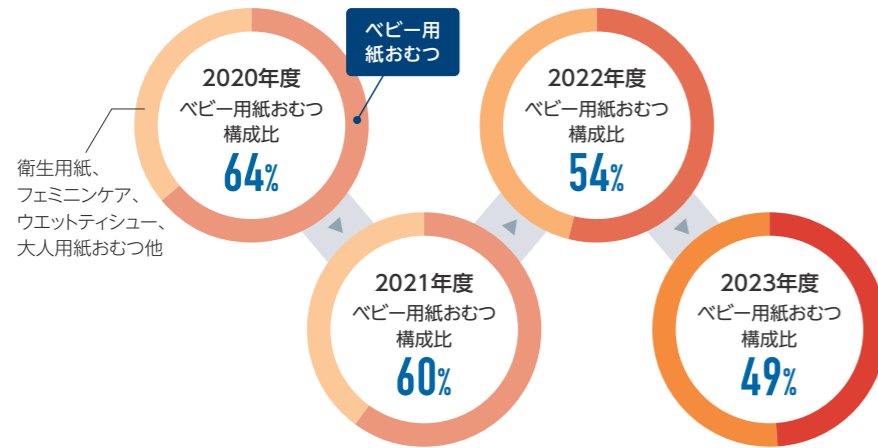 ベビー用
紙おむつ
2020年度
ベビー用紙おむつ
構成比
64%
衛生用紙、
フェミニンケア、
ウエットティシュー、
大人用紙おむつ他
2021年度
ベビー用紙おむつ
構成比
60%
2022年度
ベビー用紙おむつ
構成比
54%
2023年度
ベビー用紙おむつ
構成比
49%